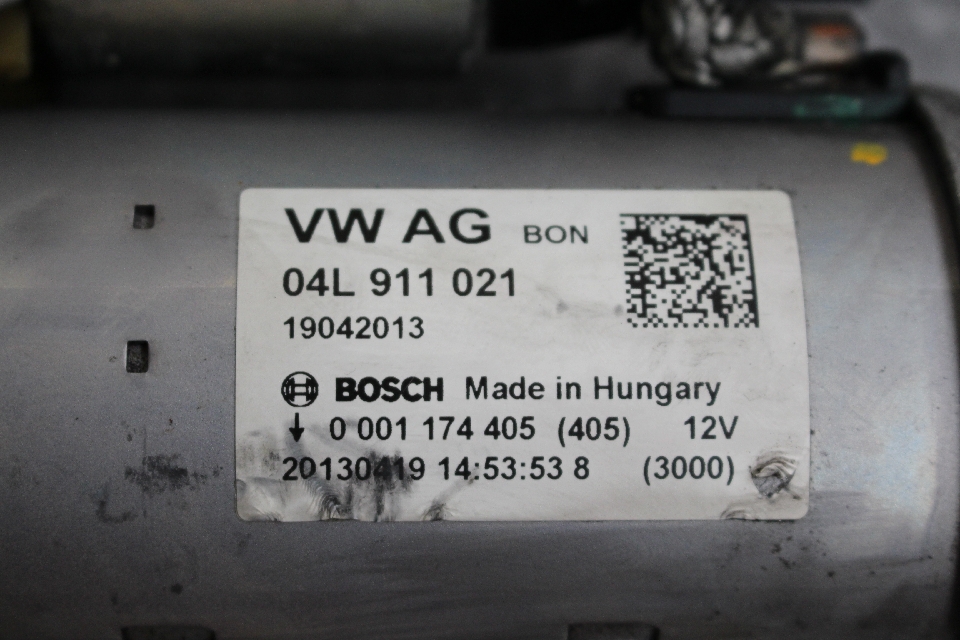 VW AG BON
04L 911 021
19042013
BOSCH Made in Hungary
0 001 174 405 (405) 12V
20130419 14:53:53 8 (3000)